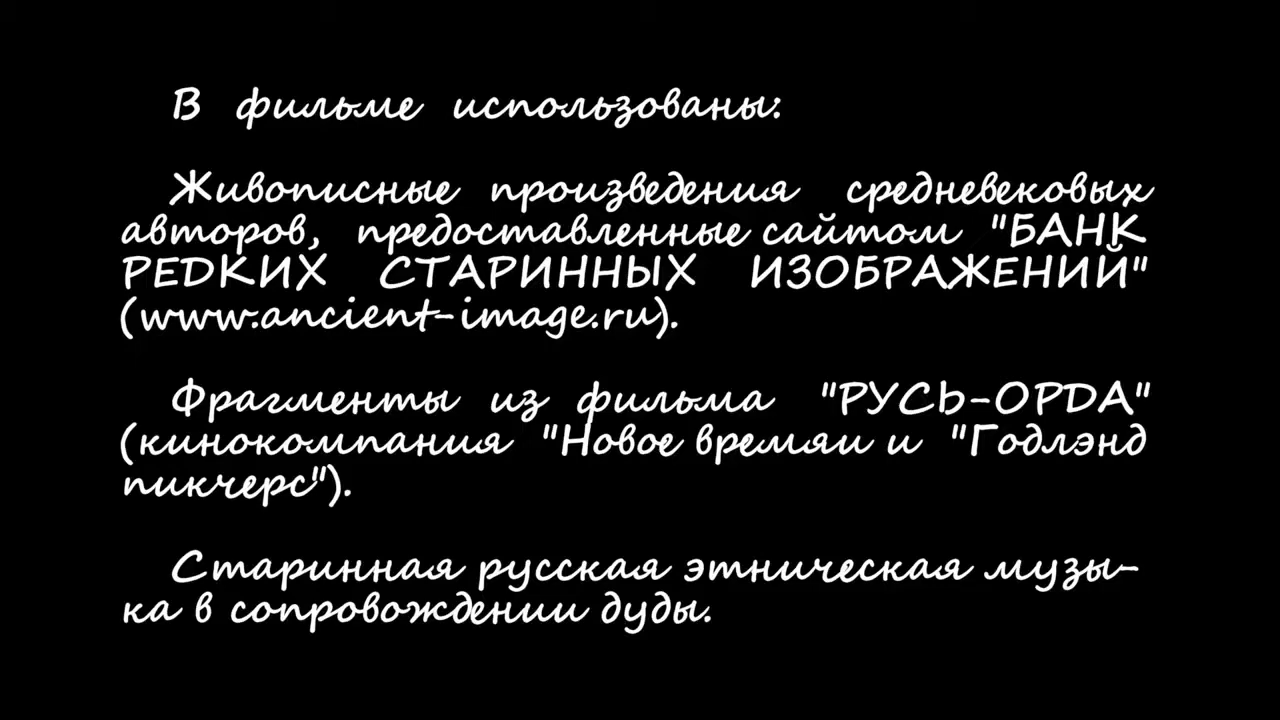 В фильме использованы:
Живописные произведения средневековых
авторов, предоставленные сайтом "БАНК
РЕДКИХ СТАРИННЫХ ИЗОБРАЖЕНИЙ"
(www.ancient-image.ru).
Фрагменты из фильма "РУСЬ-ОРДА"
(кинокомпания "Новое времяи и "Годлэнд
пикчерс").
Старинная русская этническая музы-
ка в сопровождении дуды.